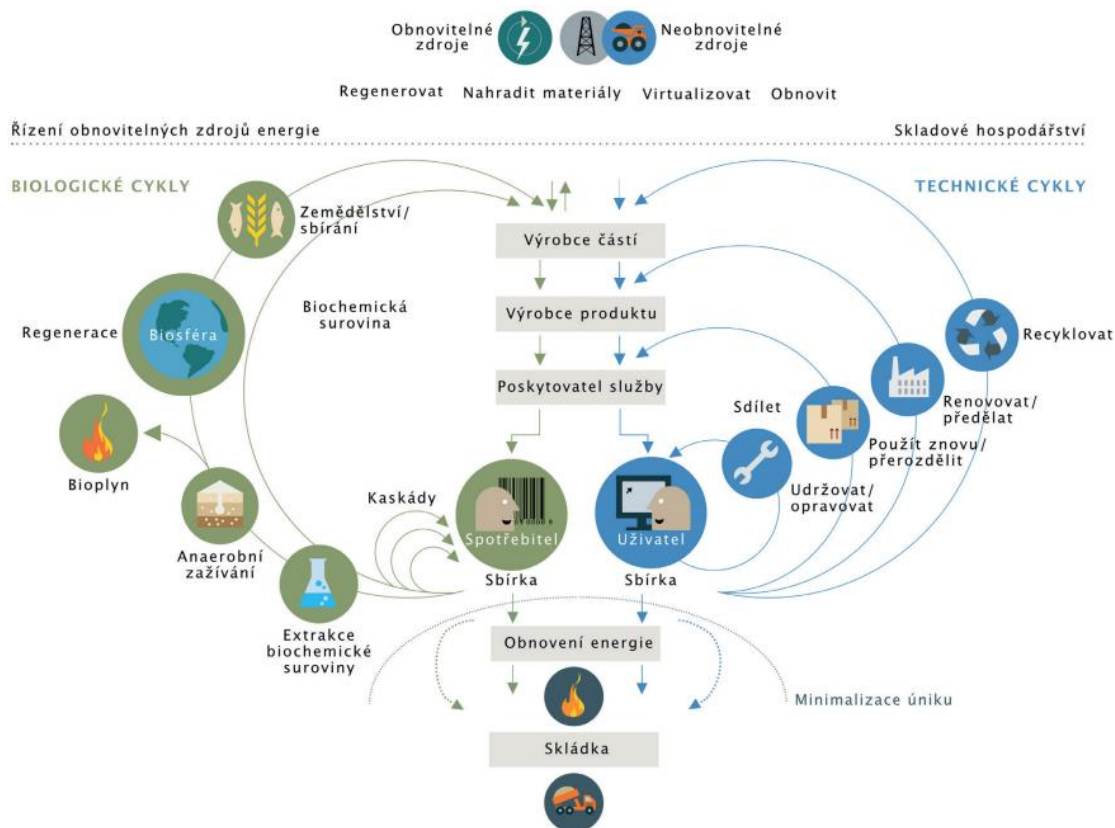 Obnovitelné
zdroje
Neobnovitelné
zdroje
Regenerovat Nahradit materiály Virtualizovat Obnovit
Řízení obnovitelných zdrojů energie
Skladové hospodářství
BIOLOGICKÉ CYKLY
TECHNICKÉ CYKLY
Zemědělství/
sbírání
Výrobce částí
Biochemická
surovina
Výrobce produktu
Regenerace
Biosféra
Recyklovat
Poskytovatel služby
Renovovat/
předělat
Sdílet
Použít znovu/
přerozdělit
Bioplyn
Kaskády
Udržovat/
opravovat
Spotřebitel
Uživatel
Anaerobní
zažívání
Sbírka
Sbírka
Extrakce
biochemické
suroviny
Obnovení energie
Minimalizace úniku
Skládka